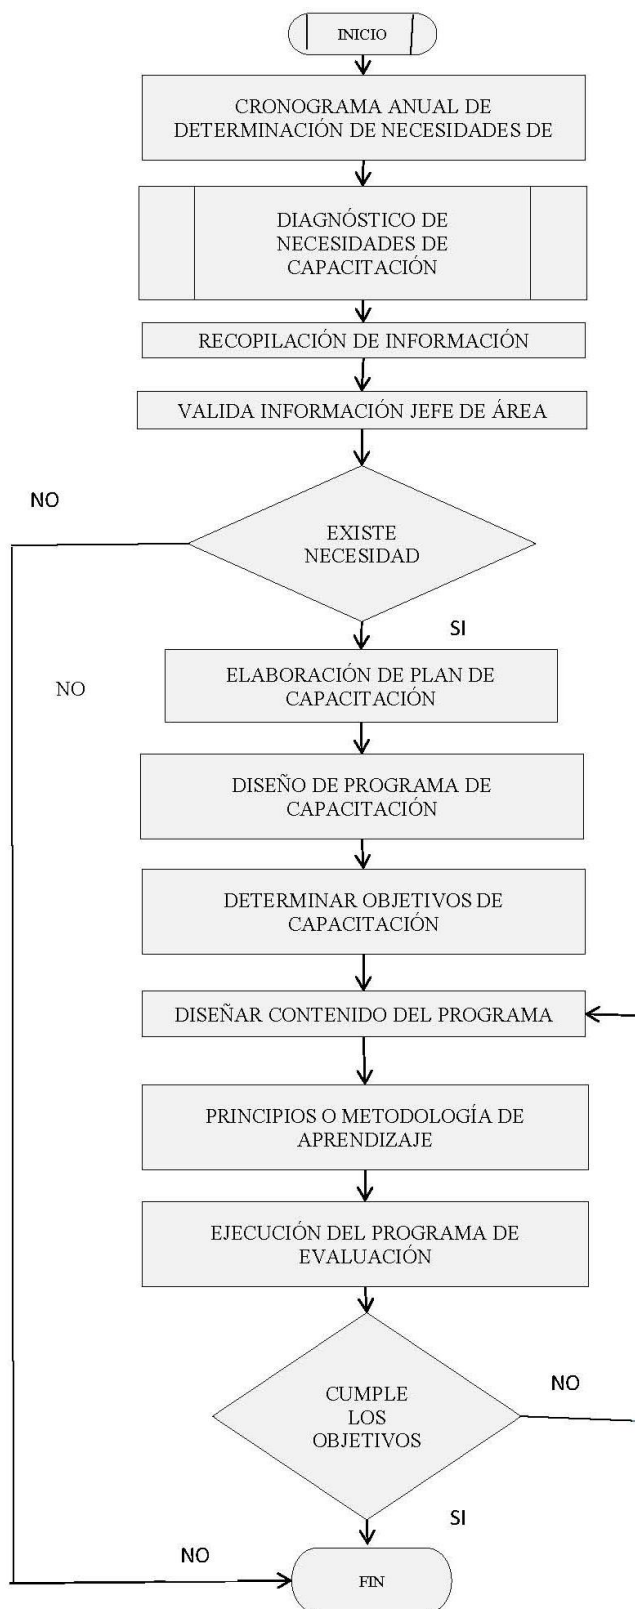 INICIO
CRONOGRAMA ANUAL DE
DETERMINACIÓN DE NECESIDADES DE
DIAGNÓSTICO DE
NECESIDADES DE
CAPACITACIÓN
RECOPILACIÓN DE INFORMACIÓN
VALIDA INFORMACIÓN JEFE DE ÁREA
NO
EXISTE
NECESIDAD
SI
ELABORACIÓN DE PLAN DE
CAPACITACIÓN
NO
DISEÑO DE PROGRAMA DE
CAPACITACIÓN
DETERMINAR OBJETIVOS DE
CAPACITACIÓN
DISEÑAR CONTENIDO DEL PROGRAMA
PRINCIPIOS O METODOLOGÍA DE
APRENDIZAJE
EJECUCIÓN DEL PROGRAMA DE
EVALUACIÓN
CUMPLE
LOS
OBJETIVOS
NO
SI
NO
FIN